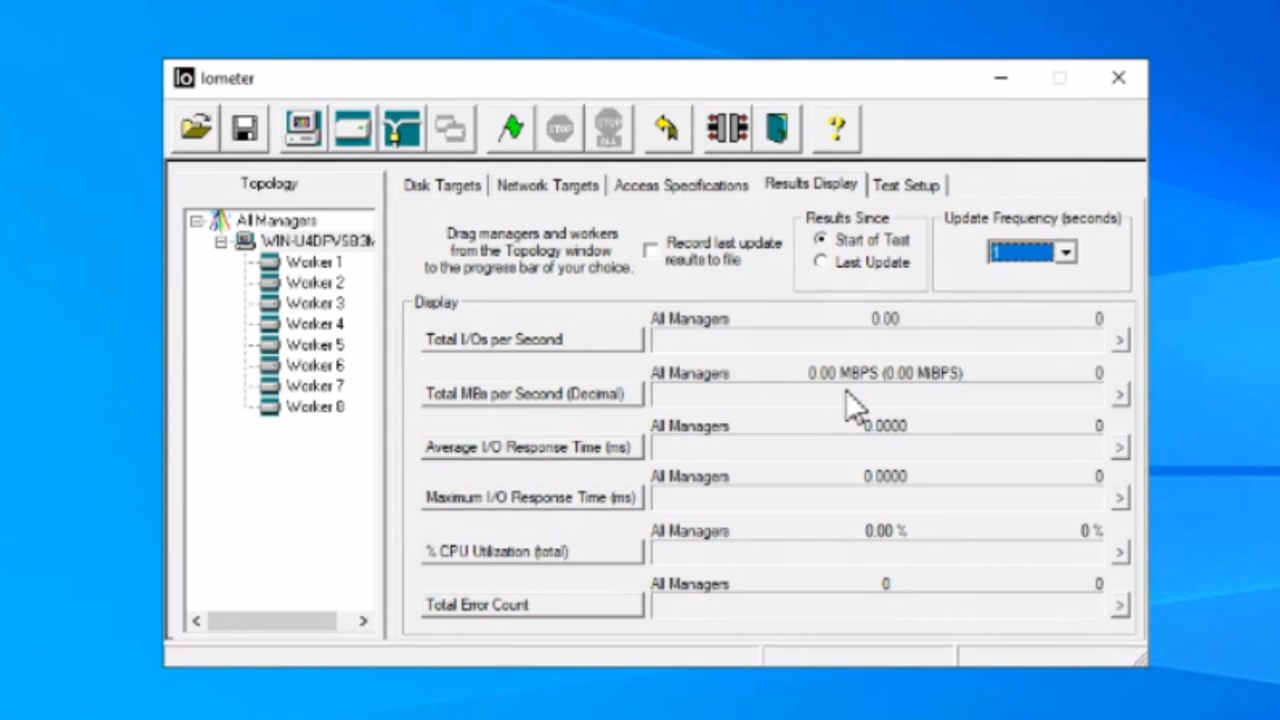 Iometer
STOP
STOP
ALL
Topology
All Managers
Worker 1
Worker 2
Worker 3
Worker 4
Worker 5
Worker 6
Worker 7
Worker 8
Disk Targets
Network Targets
Access Specifications
Results Display
Test Setup
Drag managers and workers
from the Topology window
to the progress bar of your choice.
Record last update
results to file
Results Since
Start of Test
Last Update
Update Frequency (seconds)
1
Display
All Managers 0.00 0
Total I/Os per Second >
All Managers 0.00 MBPS (0.00 MiBPS) 0
Total MBs per Second (Decimal) >
All Managers 0.0000 0
Average I/O Response Time (ms) >
All Managers 0.0000 0
Maximum I/O Response Time (ms) >
All Managers 0.00 % 0 %
% CPU Utilization (total) >
All Managers 0 0
Total Error Count >